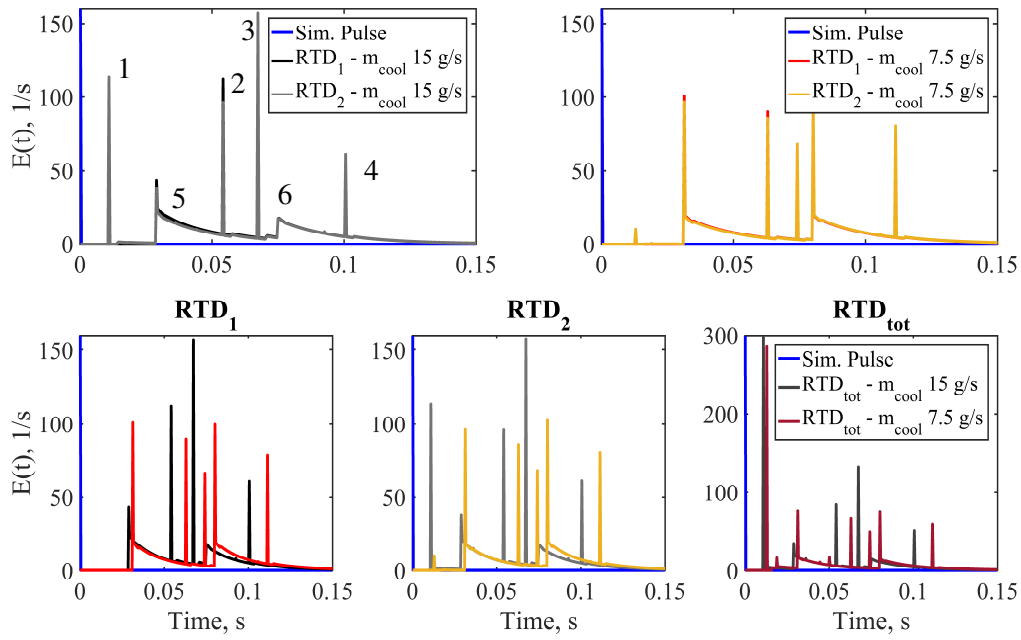 150
100
50
0
E(t), 1/s
1
2
3
4
5
6
Sim. Pulse
RTD1 - mcool 15 g/s
RTD2 - mcool 15 g/s
0
0.05
0.1
0.15
150
100
50
0
E(t), 1/s
Sim. Pulse
RTD1 - mcool 7.5 g/s
RTD2 - mcool 7.5 g/s
0
0.05
0.1
0.15
RTD1
150
100
50
0
E(t), 1/s
0
0.05
0.1
0.15
Time, s
RTD2
150
100
50
0
0
0.05
0.1
0.15
Time, s
RTDtot
300
200
100
0
Sim. Pulse
RTDtot - mcool 15 g/s
RTDtot - mcool 7.5 g/s
0
0.05
0.1
0.15
Time, s